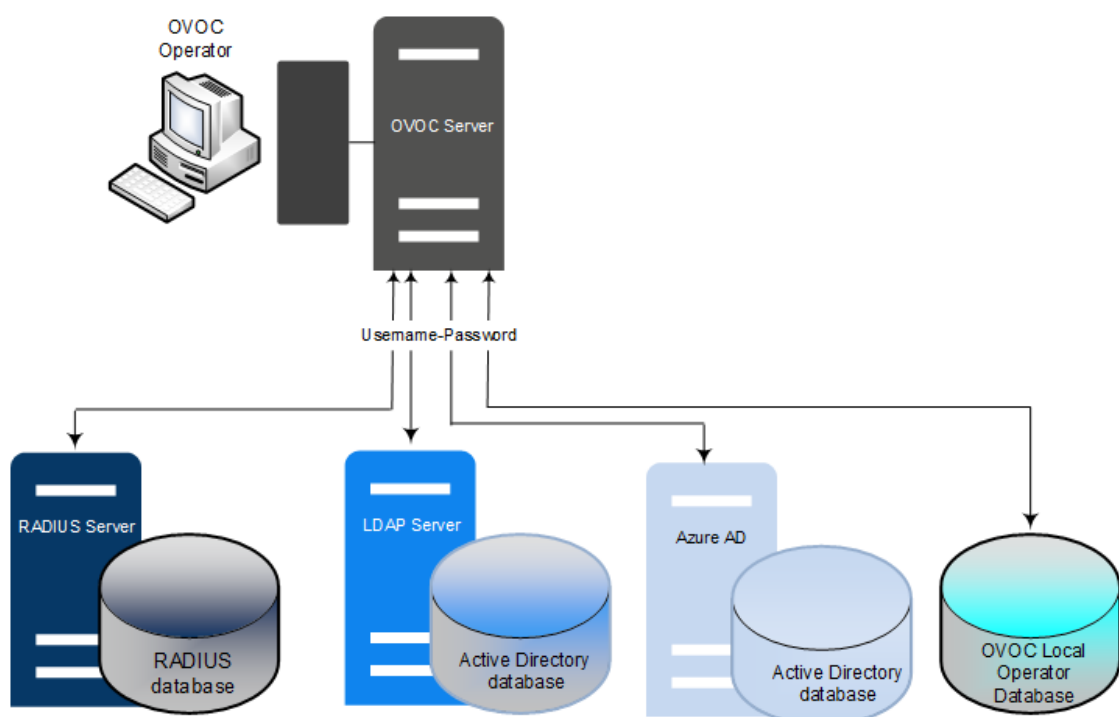 OVOC
Operator
OVOC Server
Username-Password
RADIUS Server
LDAP Server
Azure AD
RADIUS
database
Active Directory
database
Active Directory
database
OVOC Local
Operator
Database